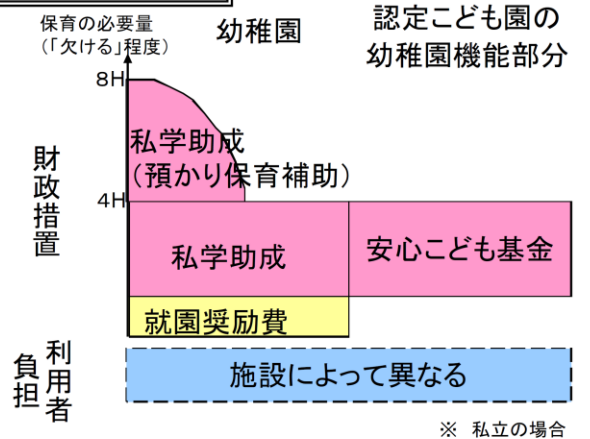 保育の必要量
(「欠ける」程度)
幼稚園
認定こども園の
幼稚園機能部分
8H
私学助成
(預かり保育補助)
4H
財政措置
私学助成
安心こども基金
就園奨励費
利用者
負担
施設によって異なる
※ 私立の場合